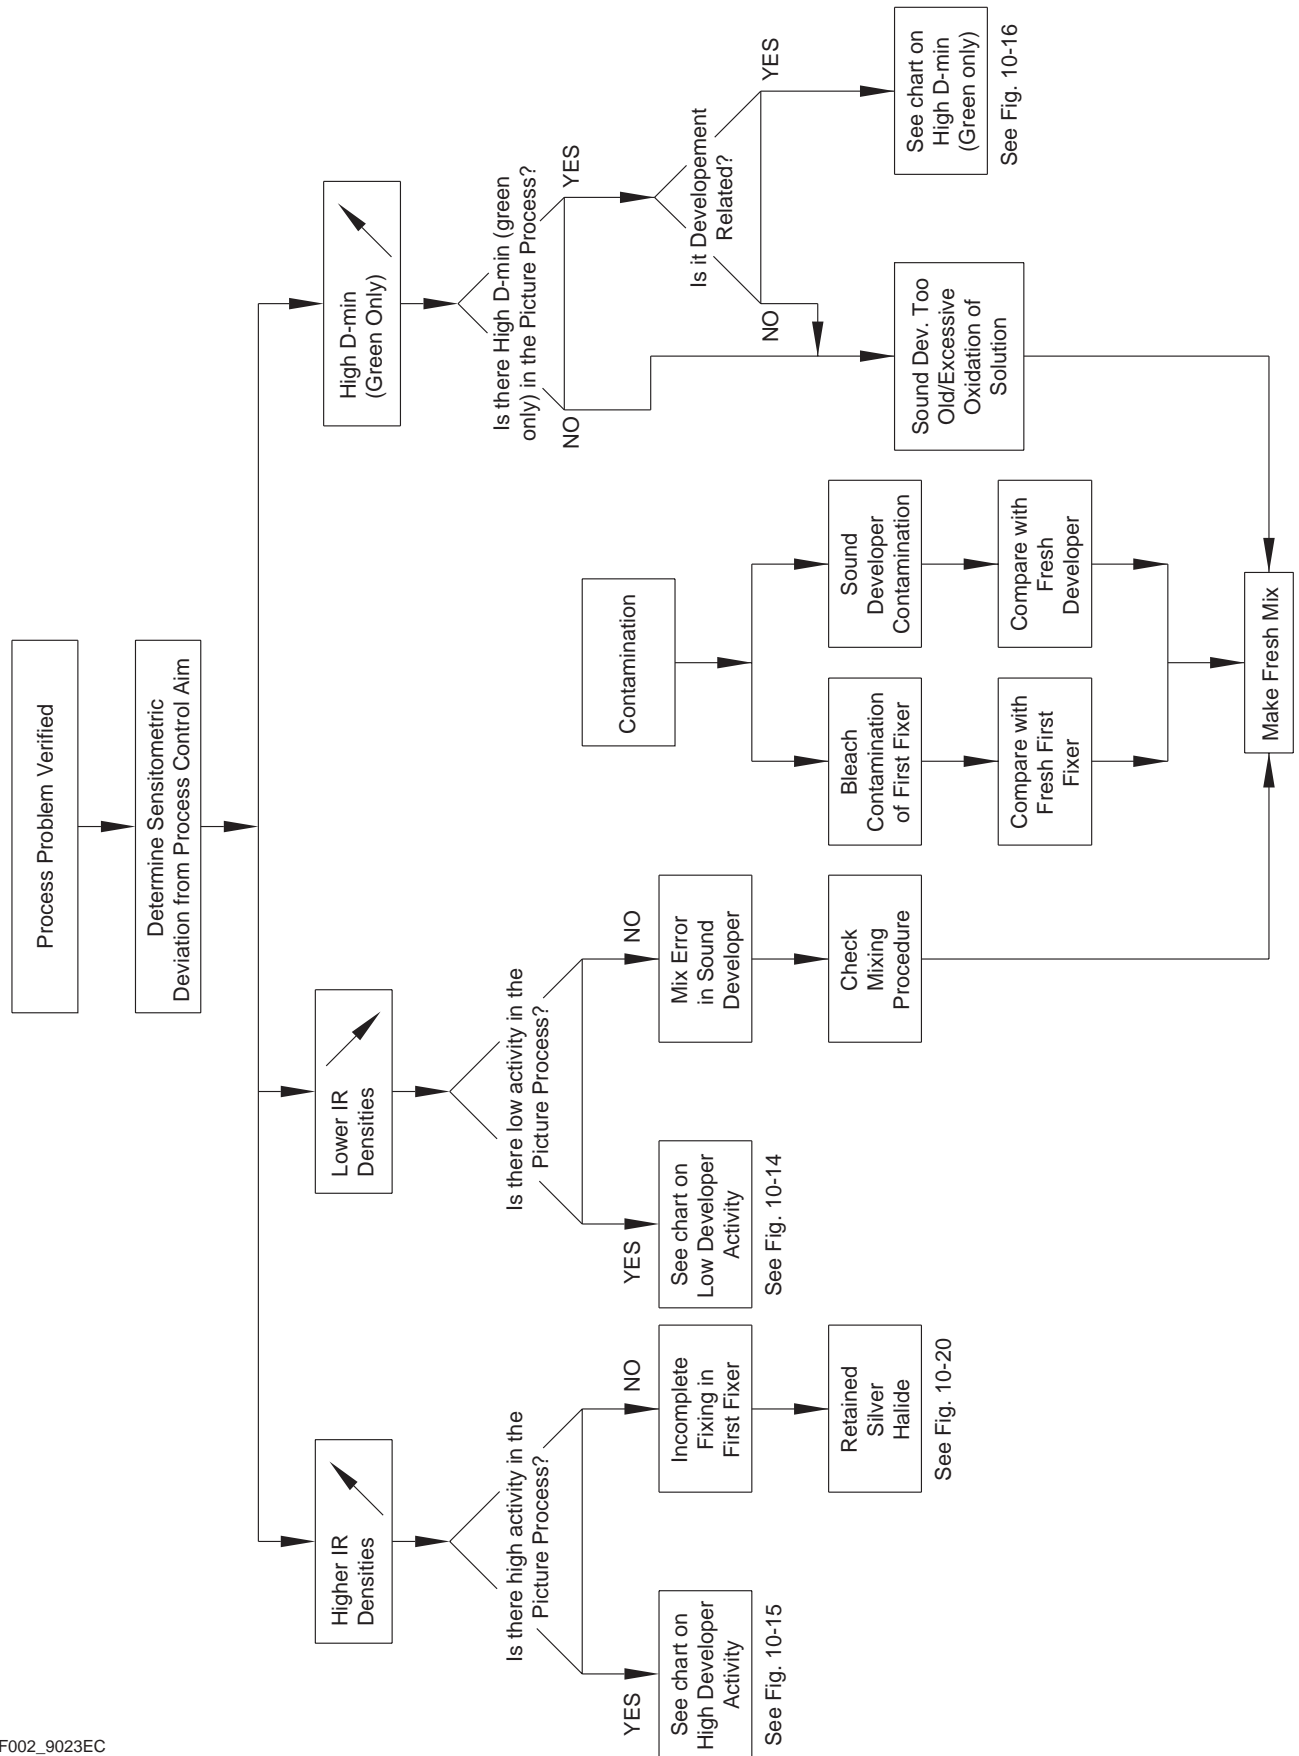 Process Problem Verified
Determine Sensitometric
Deviation from Process Control Aim
Higher IR
Densities
Lower IR
Densities
High D-min
(Green Only)
Is there high activity in the
Picture Process?
YES
NO
See chart on
High Developer
Activity
See Fig. 10-15
Incomplete
Fixing in
First Fixer
Retained
Silver
Halide
See Fig. 10-20
Is there low activity in the
Picture Process?
YES
NO
See chart on
Low Developer
Activity
See Fig. 10-14
Mix Error
in Sound
Developer
Check
Mixing
Procedure
Contamination
Bleach
Contamination
of First Fixer
Sound
Developer
Contamination
Compare with
Fresh First
Fixer
Compare with
Fresh
Developer
Is there High D-min (green
only) in the Picture Process?
NO
YES
Is it Developement
Related?
NO
YES
Sound Dev. Too
Old/Excessive
Oxidation of
Solution
See chart on
High D-min
(Green only)
See Fig. 10-16
Make Fresh Mix
F002_9023EC